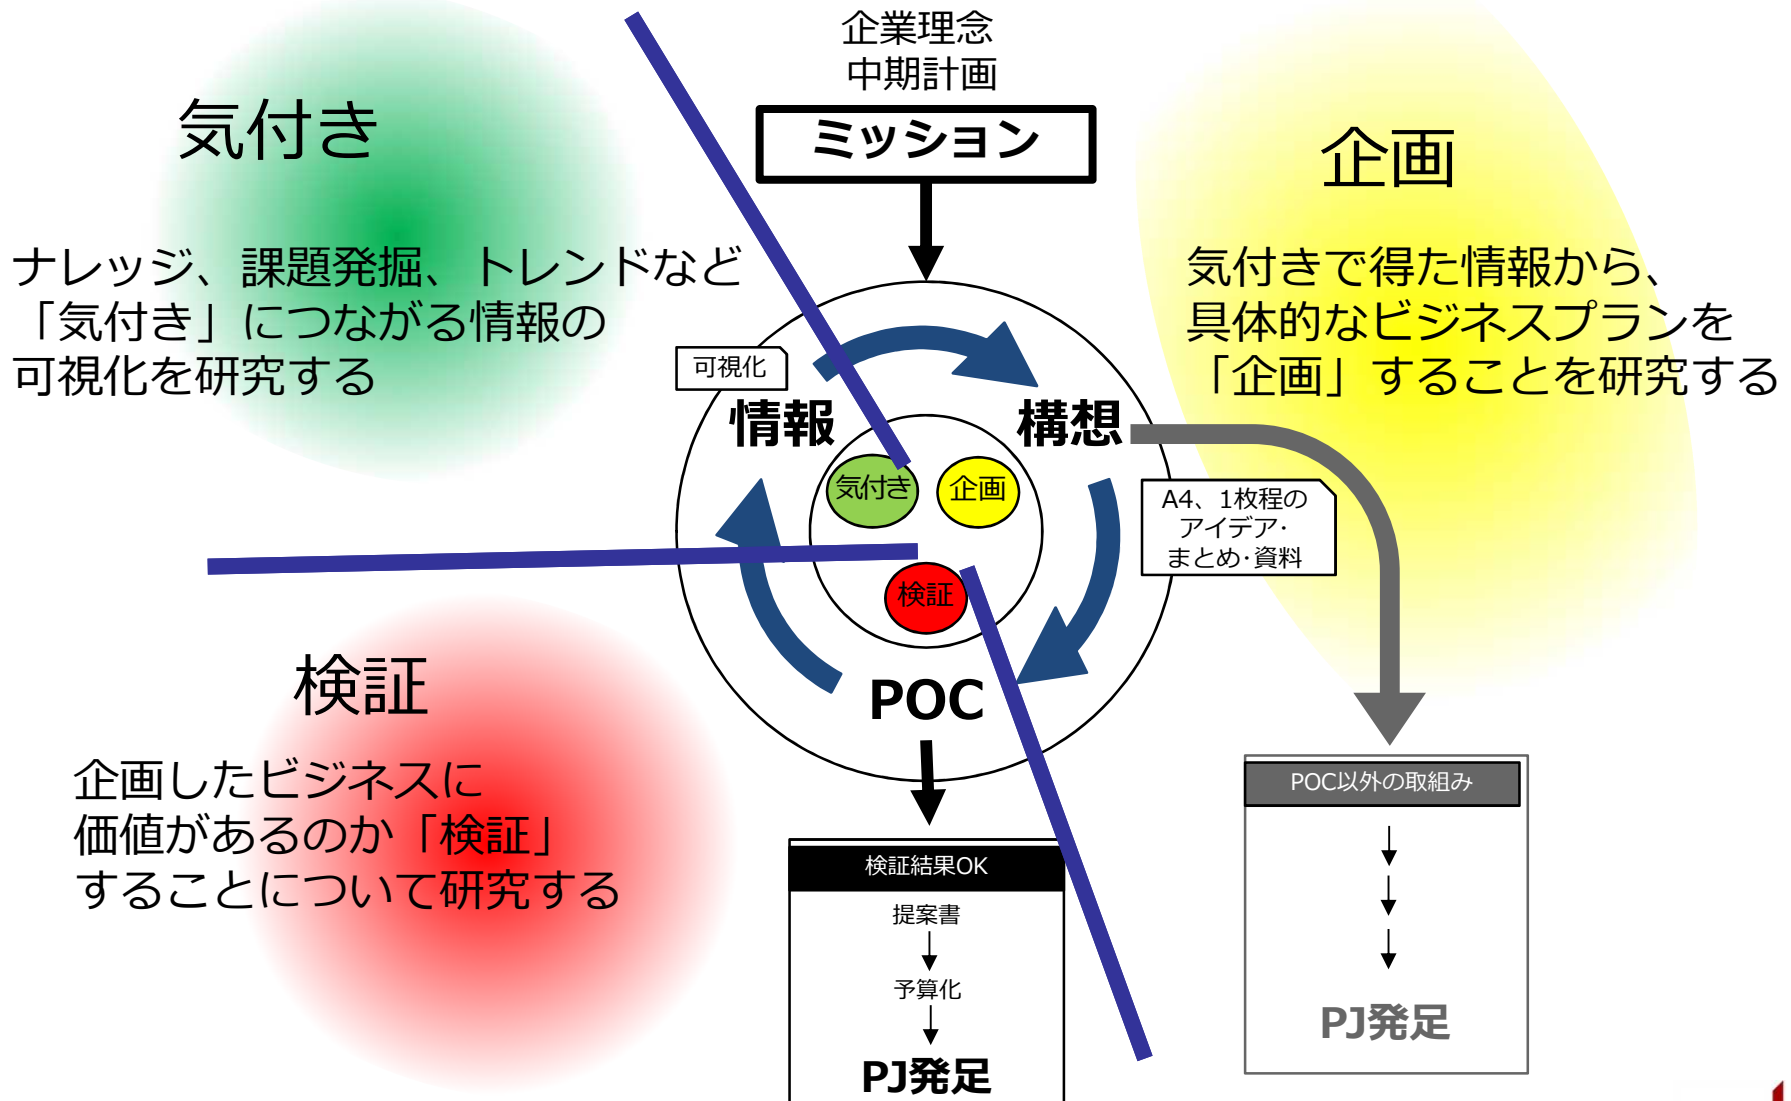 企業理念
中期計画
ミッション
気付き
ナレッジ、課題発掘、トレンドなど
「気付き」につながる情報の
可視化を研究する
企画
気付きで得た情報から、
具体的なビジネスプランを
「企画」することを研究する
可視化
情報
構想
気付き
企画
検証
A4、1枚程の
アイデア・
まとめ・資料
POC
検証
企画したビジネスに
価値があるのか「検証」
することについて研究する
検証結果OK
提案書
予算化
PJ発足
POC以外の取組み
PJ発足